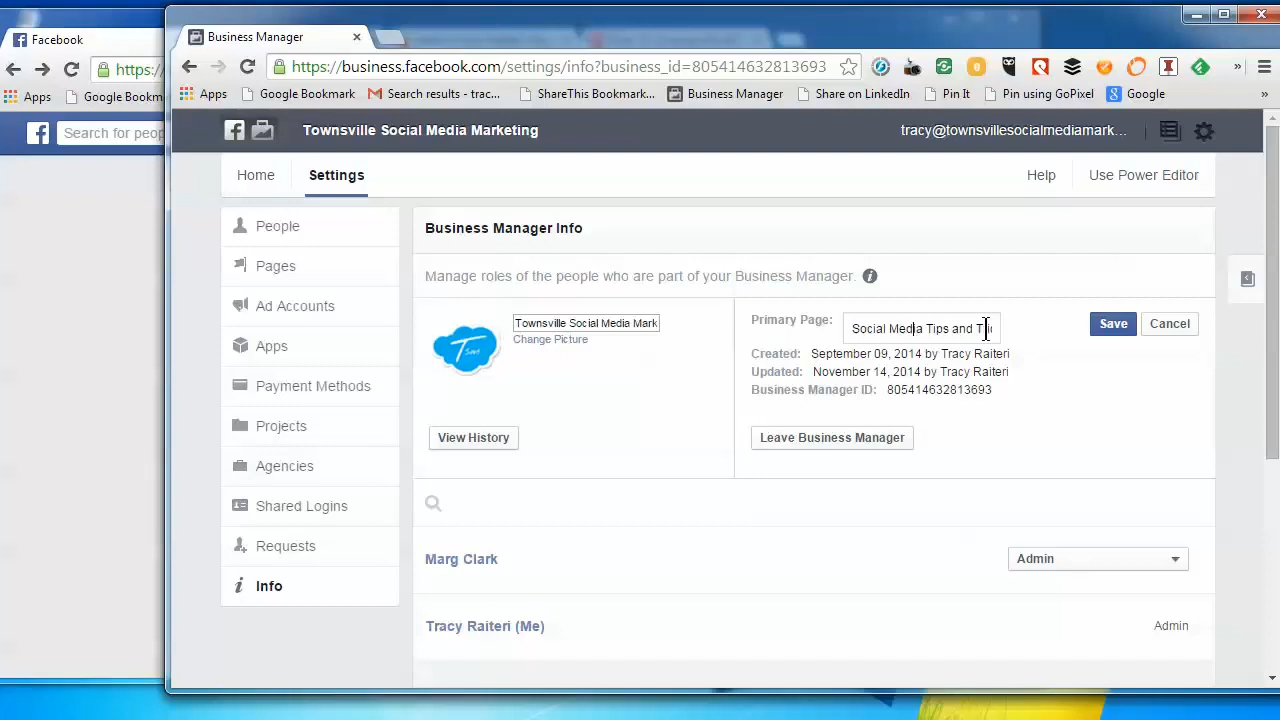 Facebook
Business Manager
https:/
https://business.facebook.com/settings/info?business_id=805414632813693
Apps
Google Bookm
Apps
Google Bookmark
Search results - trac...
ShareThis Bookmark...
Business Manager
Share on LinkedIn
Pin It
Pin using GoPixel
Google
»
Search for peop
Townsville Social Media Marketing
tracy@townsvillesocialmediamark...
Home
Settings
Help
Use Power Editor
People
Pages
Ad Accounts
Apps
Payment Methods
Projects
Agencies
Shared Logins
Requests
Info
Business Manager Info
Manage roles of the people who are part of your Business Manager.
Townsville Social Media Mark
Change Picture
View History
Primary Page:
Social Media Tips and
Save
Cancel
Created: September 09, 2014 by Tracy Raiteri
Updated: November 14, 2014 by Tracy Raiteri
Business Manager ID: 805414632813693
Leave Business Manager
Marg Clark
Admin
Tracy Raiteri (Me)
Admin